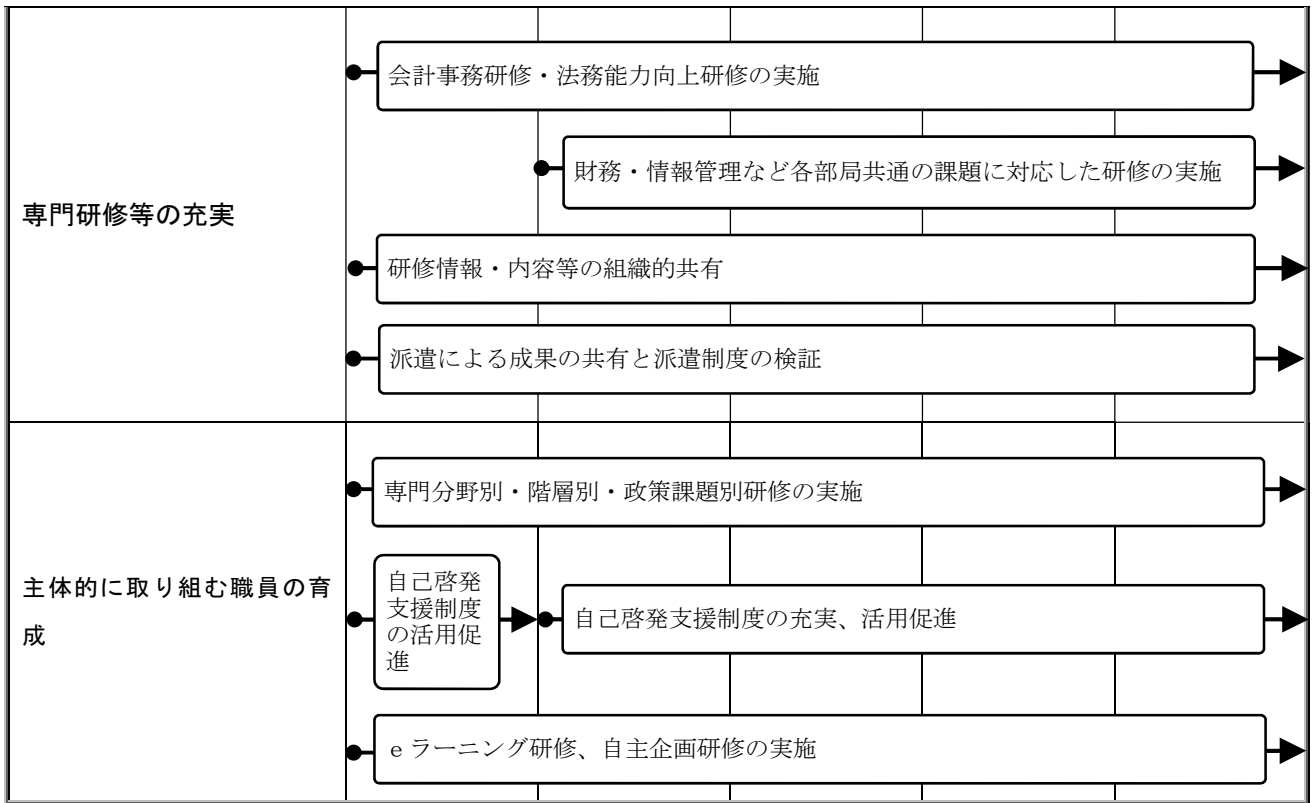 専門研修等の充実
会計事務研修・法務能力向上研修の実施
財務・情報管理など各部局共通の課題に対応した研修の実施
研修情報・内容等の組織的共有
派遣による成果の共有と派遣制度の検証
主体的に取り組む職員の育
成
専門分野別・階層別・政策課題別研修の実施
自己啓発
支援制度
の活用促
進
自己啓発支援制度の充実、活用促進
ｅラーニング研修、自主企画研修の実施